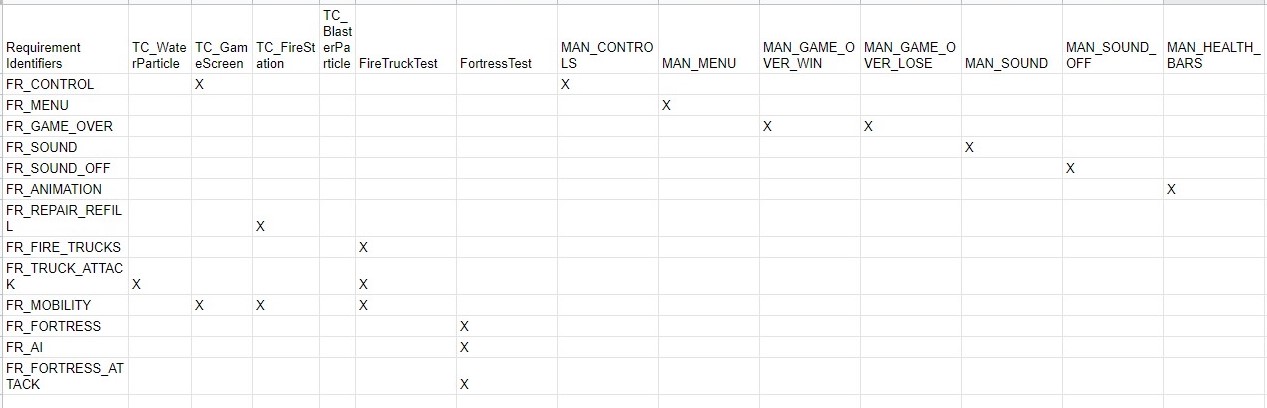 Requirement Identifiers TC_WaterParticle TC_GameScreen TC_FireStation TC_BlasterParticle FireTruckTest FortressTest MAN_CONTROLS MAN_MENU MAN_GAME_OVER_WIN MAN_GAME_OVER_LOSE MAN_SOUND MAN_SOUND_OFF MAN_HEALTH_BARS
FR_CONTROL X X
FR_MENU X
FR_GAME_OVER X X
FR_SOUND X
FR_SOUND_OFF X
FR_ANIMATION X
FR_REPAIR_REFILL X
FR_FIRE_TRUCKS X
FR_TRUCK_ATTACK X X
FR_MOBILITY X X X
FR_FORTRESS X
FR_AI X
FR_FORTRESS_ATTACK X